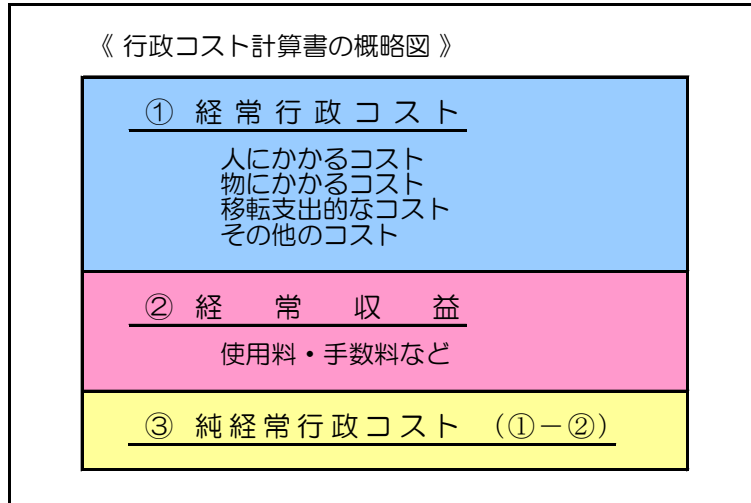 《 行政コスト計算書の概略図 》
① 経常行政コスト
人にかかるコスト
物にかかるコスト
移転支出的なコスト
その他のコスト
② 経常収益
使用料・手数料など
③ 純経常行政コスト (①-②)